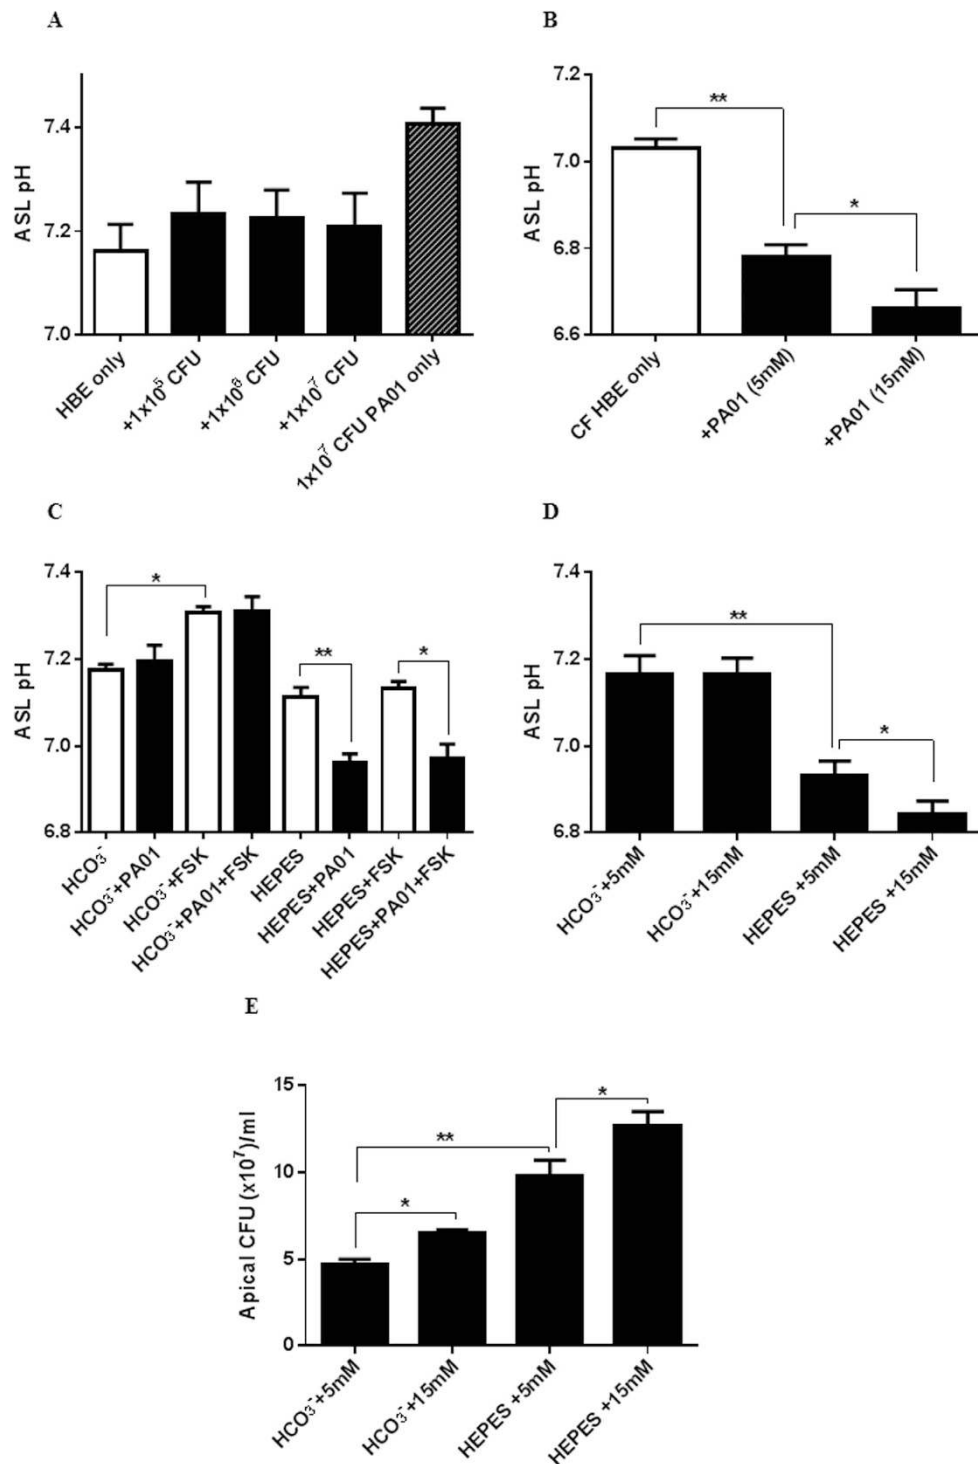 A
ASL pH
7.4
7.2
7.0
HBE only
+1x10⁵ CFU
+1x10⁶ CFU
+1x10⁷ CFU
1x10⁷ CFU PA01 only
B
ASL pH
7.2
7.0
6.8
6.6
**
*
CF HBE only
+PA01 (5mM)
+PA01 (15mM)
C
ASL pH
7.4
7.2
7.0
6.8
*
**
*
HCO₃⁻
HCO₃⁻+PA01
HCO₃⁻+FSK
HCO₃⁻+PA01+FSK
HEPES
HEPES+PA01
HEPES+FSK
HEPES+PA01+FSK
D
ASL pH
7.4
7.2
7.0
6.8
**
*
HCO₃⁻+5mM
HCO₃⁻+15mM
HEPES +5mM
HEPES +15mM
E
Apical CFU (x10⁷)/ml
15
10
5
0
*
**
*
HCO₃⁻+5mM
HCO₃⁻+15mM
HEPES +5mM
HEPES +15mM